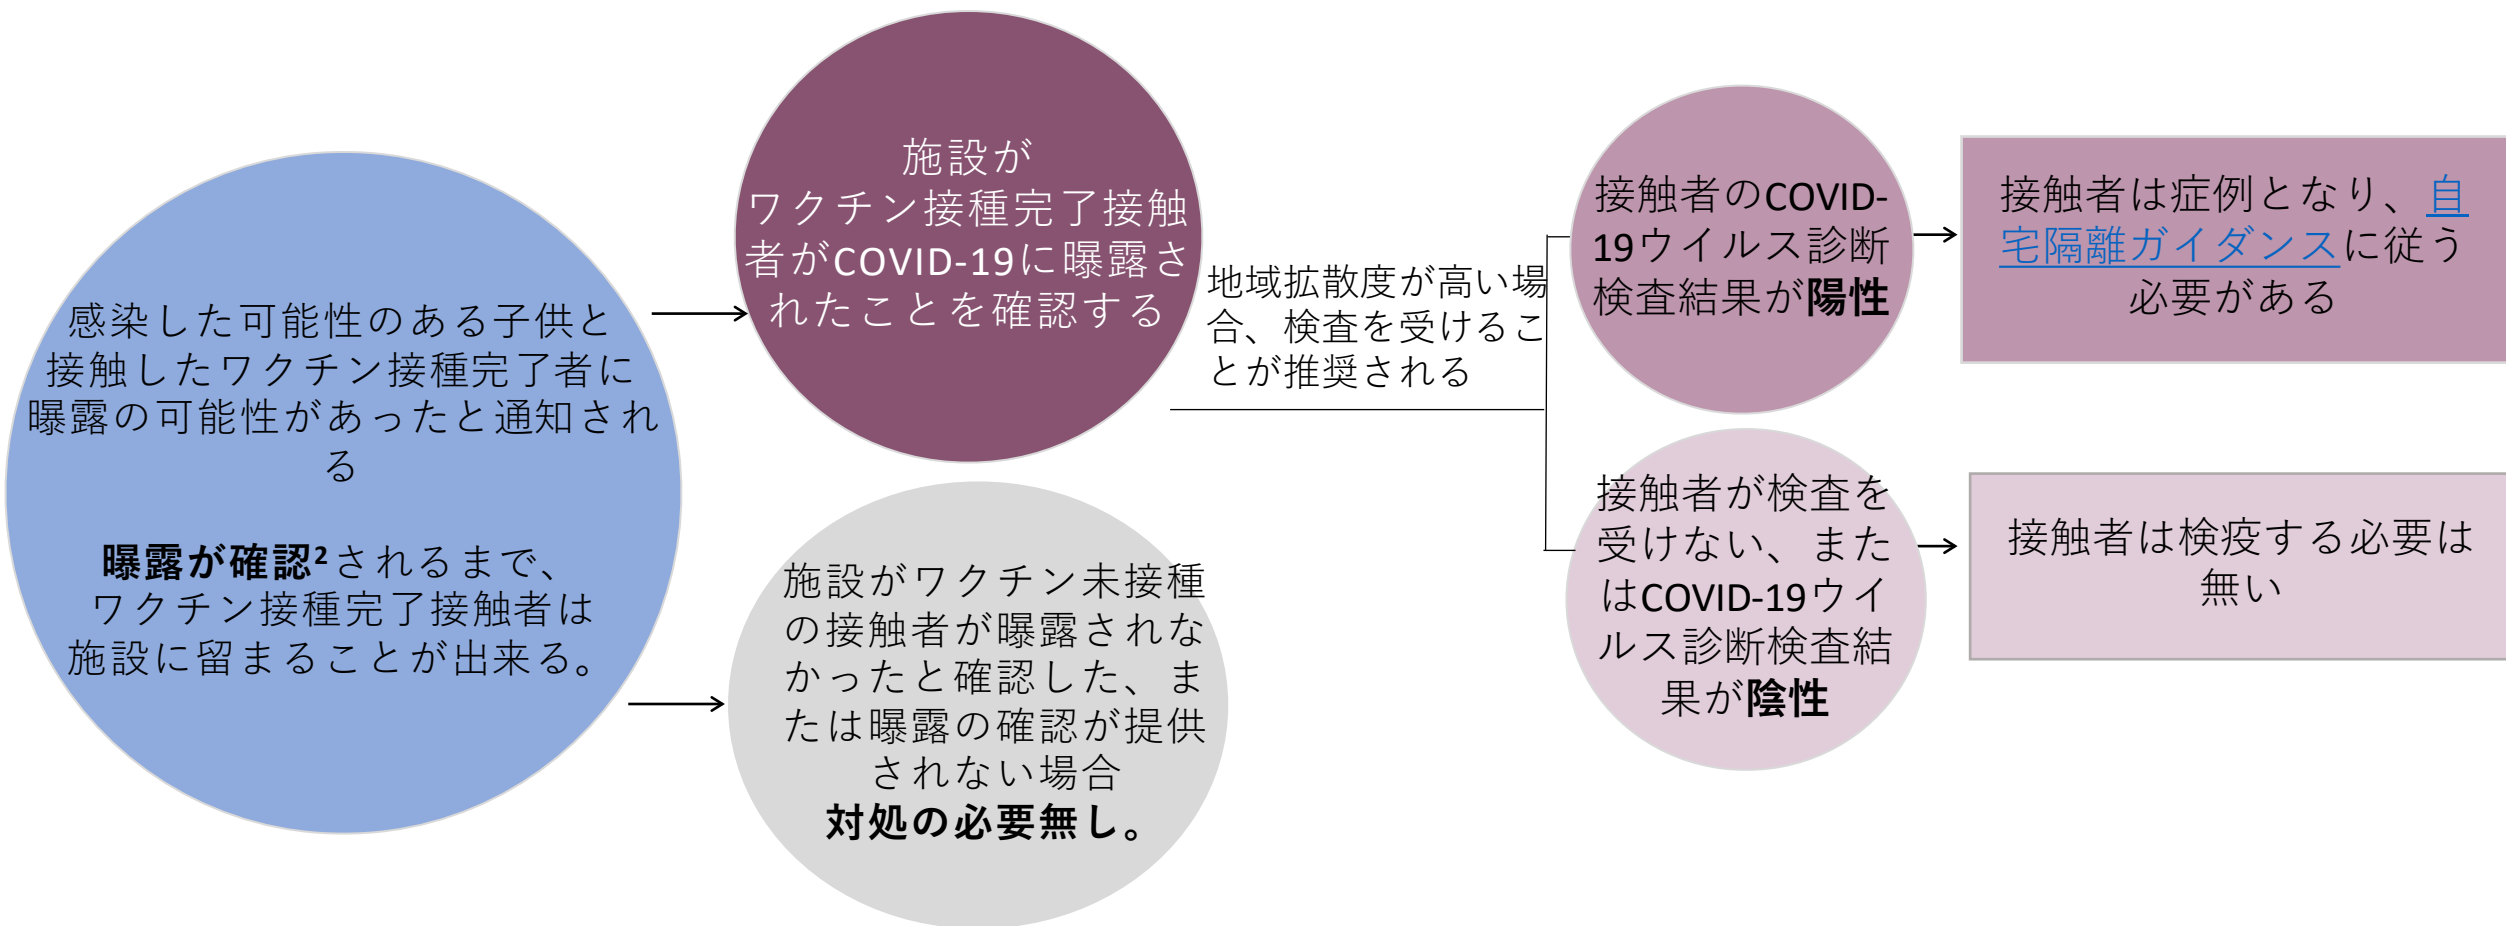 感染した可能性のある子供と
接触したワクチン接種完了者に
曝露の可能性があったと通知され
る
曝露が確認²されるまで、
ワクチン接種完了接触者は
施設に留まることが出来る。
施設が
ワクチン接種完了接触
者がCOVID-19に曝露さ
れたことを確認する
施設がワクチン未接種
の接触者が曝露されな
かったと確認した、ま
たは曝露の確認が提供
されない場合
対処の必要無し。
地域拡散度が高い場
合、検査を受けるこ
とが推奨される
接触者のCOVID-
19ウイルス診断
検査結果が陽性
接触者は症例となり、自
宅隔離ガイダンスに従う
必要がある
接触者が検査を
受けない、また
はCOVID-19ウイ
ルス診断検査結
果が陰性
接触者は検疫する必要は
無い